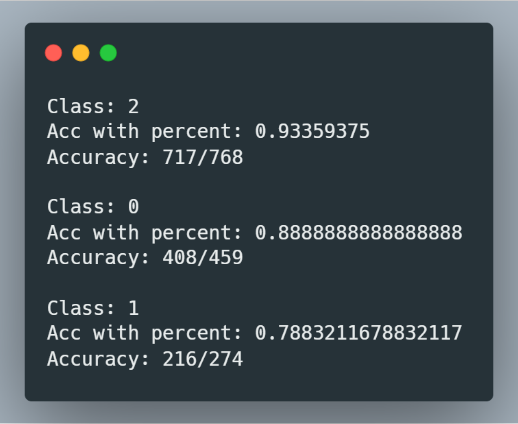 Class: 2
Acc with percent: 0.93359375
Accuracy: 717/768
Class: 0
Acc with percent: 0.8888888888888888
Accuracy: 408/459
Class: 1
Acc with percent: 0.7883211678832117
Accuracy: 216/274